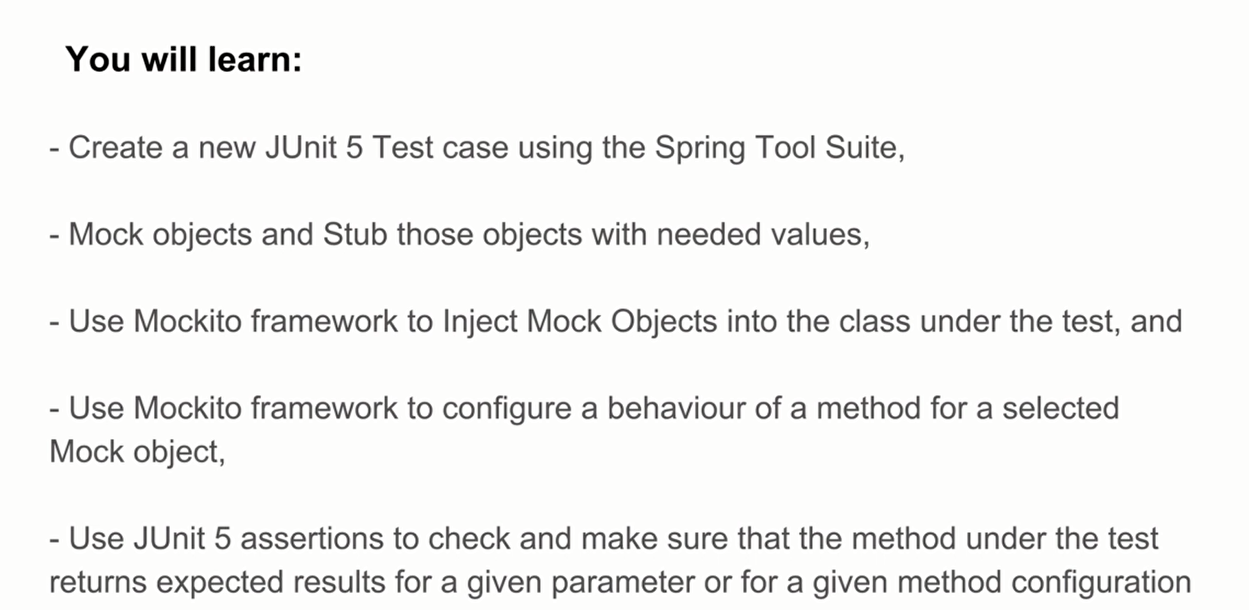 You will learn:
- Create a new JUnit 5 Test case using the Spring Tool Suite,
- Mock objects and Stub those objects with needed values,
- Use Mockito framework to Inject Mock Objects into the class under the test, and
- Use Mockito framework to configure a behaviour of a method for a selected
Mock object,
- Use JUnit 5 assertions to check and make sure that the method under the test
returns expected results for a given parameter or for a given method configuration